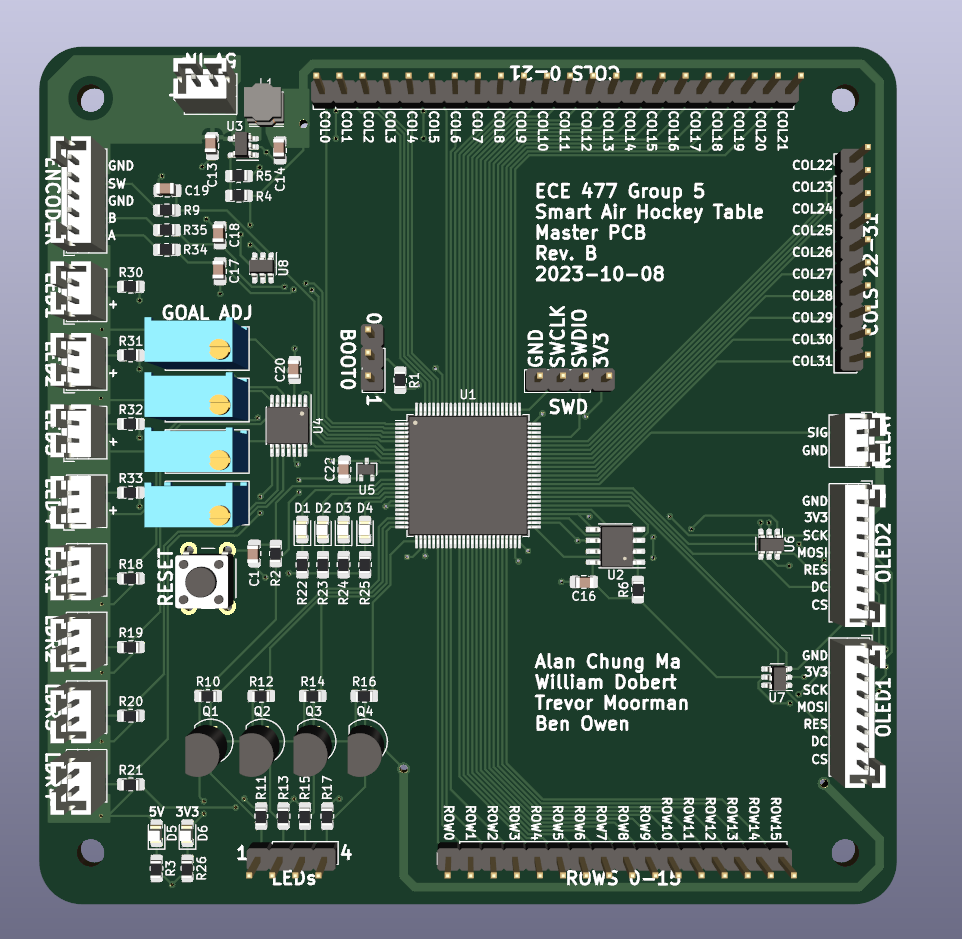 5V IN
L1
COLS 0-21
U3
C13
C14
R5
R4
COL0
COL1
COL2
COL3
COL4
COL5
COL6
COL7
COL8
COL9
COL10
COL11
COL12
COL13
COL14
COL15
COL16
COL17
COL18
COL19
COL20
COL21
ENCODER
GND
SW
GND
B
A
C19
R9
R35
R34
C18
C17
U8
ECE 477 Group 5
Smart Air Hockey Table
Master PCB
Rev. B
2023-10-08
COL22
COL23
COL24
COL25
COL26
COL27
COL28
COL29
COL30
COL31
COLS 22-31
R30
+
R31
+
R32
+
R33
+
GOAL ADJ
C20
U4
BOOT0
0
1
R1
GND
SWCLK
SWDIO
3V3
SWD
U1
C22
U5
RELAY
SIG
GND
D1
D2
D3
D4
R22
R23
R24
R25
C1
R2
RESET
U2
C16
R6
U6
OLED2
GND
3V3
SCK
MOSI
RES
DC
CS
R18
R19
R20
R21
U7
OLED1
GND
3V3
SCK
MOSI
RES
DC
CS
Alan Chung Ma
William Dobert
Trevor Moorman
Ben Owen
R10
R12
R14
R16
Q1
Q2
Q3
Q4
R11
R13
R15
R17
5V
3V3
D5
D6
R3
R26
1
4
LEDs
ROW0
ROW1
ROW2
ROW3
ROW4
ROW5
ROW6
ROW7
ROW8
ROW9
ROW10
ROW11
ROW12
ROW13
ROW14
ROW15
ROWS 0-15